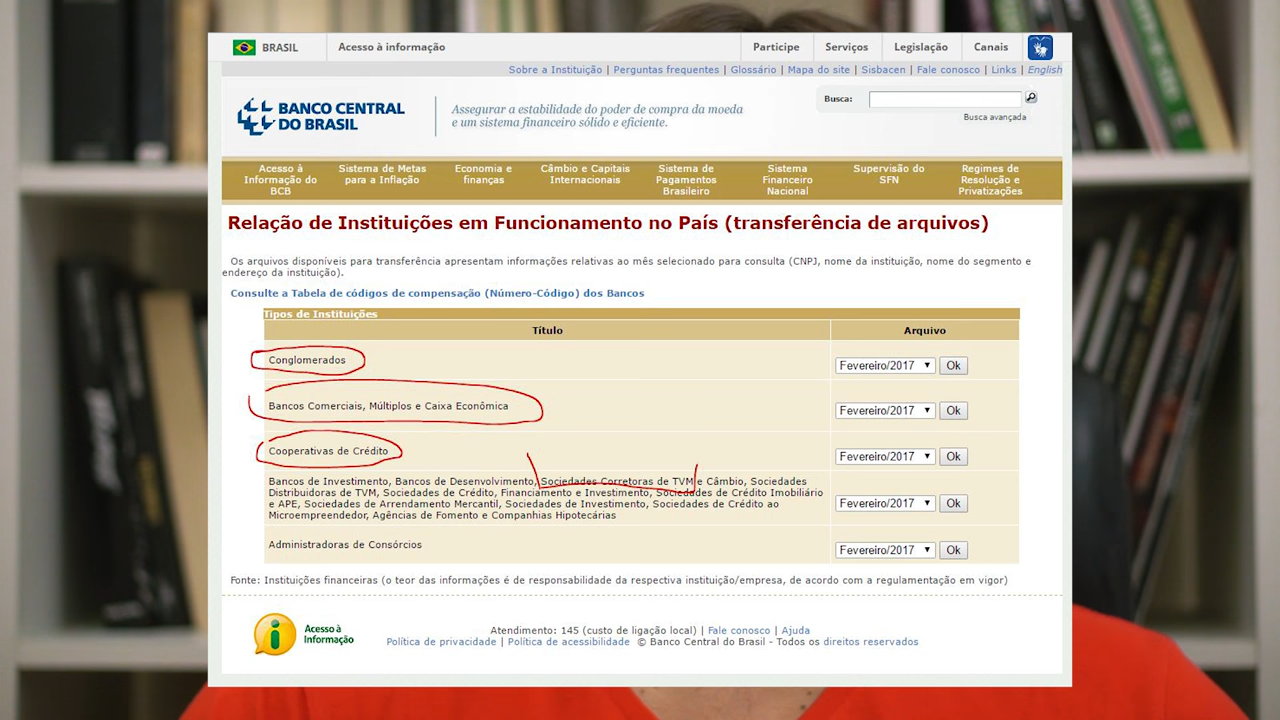 BRASIL Acesso à informação Participe Serviços Legislação Canais
Sobre a Instituição | Perguntas frequentes | Glossário | Mapa do site | Sisbacen | Fale conosco | Links | English
BANCO CENTRAL
DO BRASIL
Assegurar a estabilidade do poder de compra da moeda
e um sistema financeiro sólido e eficiente.
Busca:
Busca avançada
Acesso à Informação do BCB
Sistema de Metas para a Inflação
Economia e finanças
Câmbio e Capitais Internacionais
Sistema de Pagamentos Brasileiro
Sistema Financeiro Nacional
Supervisão do SFN
Regimes de Resolução e Privatizações
Relação de Instituições em Funcionamento no País (transferência de arquivos)
Os arquivos disponíveis para transferência apresentam informações relativas ao mês selecionado para consulta (CNPJ, nome da instituição, nome do segmento e
endereço da instituição).
Consulte a Tabela de códigos de compensação (Número-Código) dos Bancos
Tipos de Instituições
Título Arquivo
Conglomerados Fevereiro/2017 Ok
Bancos Comerciais, Múltiplos e Caixa Econômica Fevereiro/2017 Ok
Cooperativas de Crédito Fevereiro/2017 Ok
Bancos de Investimento, Bancos de Desenvolvimento, Sociedades Corretoras de TVM e Câmbio, Sociedades
Distribuidoras de TVM, Sociedades de Crédito, Financiamento e Investimento, Sociedades de Crédito Imobiliário
e APE, Sociedades de Arrendamento Mercantil, Sociedades de Investimento, Sociedades de Crédito ao
Microempreendedor, Agências de Fomento e Companhias Hipotecárias
Fevereiro/2017 Ok
Administradoras de Consórcios Fevereiro/2017 Ok
Fonte: Instituições financeiras (o teor das informações é de responsabilidade da respectiva instituição/empresa, de acordo com a regulamentação em vigor)
Acesso à
Informação
Atendimento: 145 (custo de ligação local) | Fale conosco | Ajuda
Política de privacidade | Política de acessibilidade © Banco Central do Brasil - Todos os direitos reservados